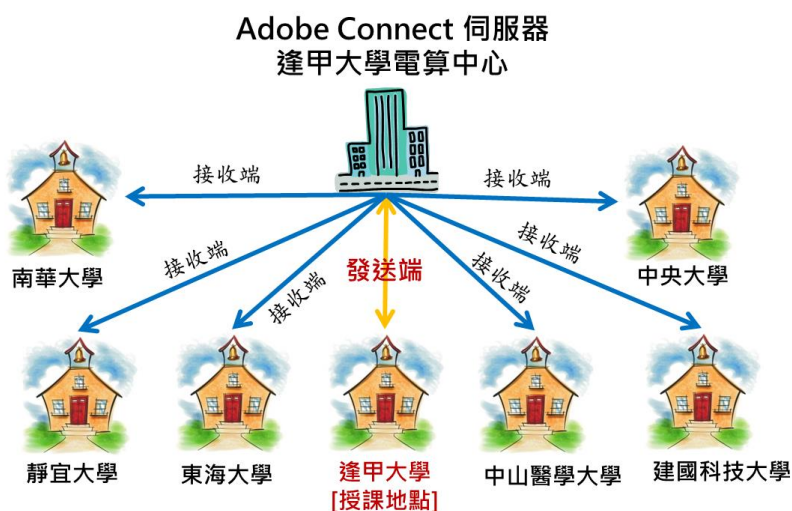 Adobe Connect 伺服器
逢甲大學電算中心
接收端
接收端
南華大學
接收端
接收端
發送端
接收端
接收端
中央大學
靜宜大學
東海大學
逢甲大學
[授課地點]
中山醫學大學
建國科技大學